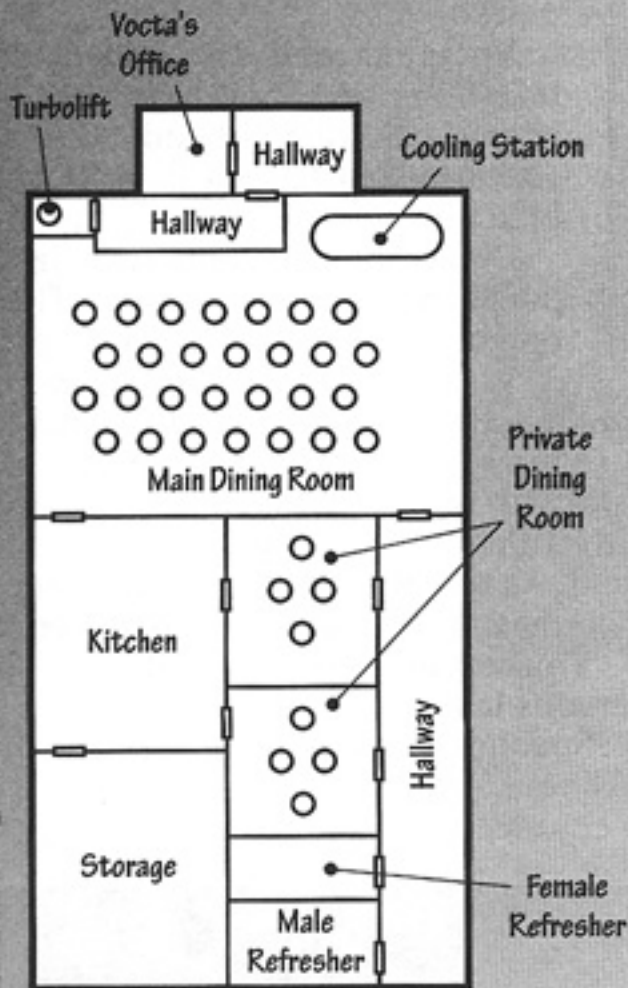 Vocta's
Office
Turbolift
Hallway
Cooling Station
Hallway
Main Dining Room
Private
Dining
Room
Kitchen
Hallway
Storage
Female
Refresher
Male
Refresher